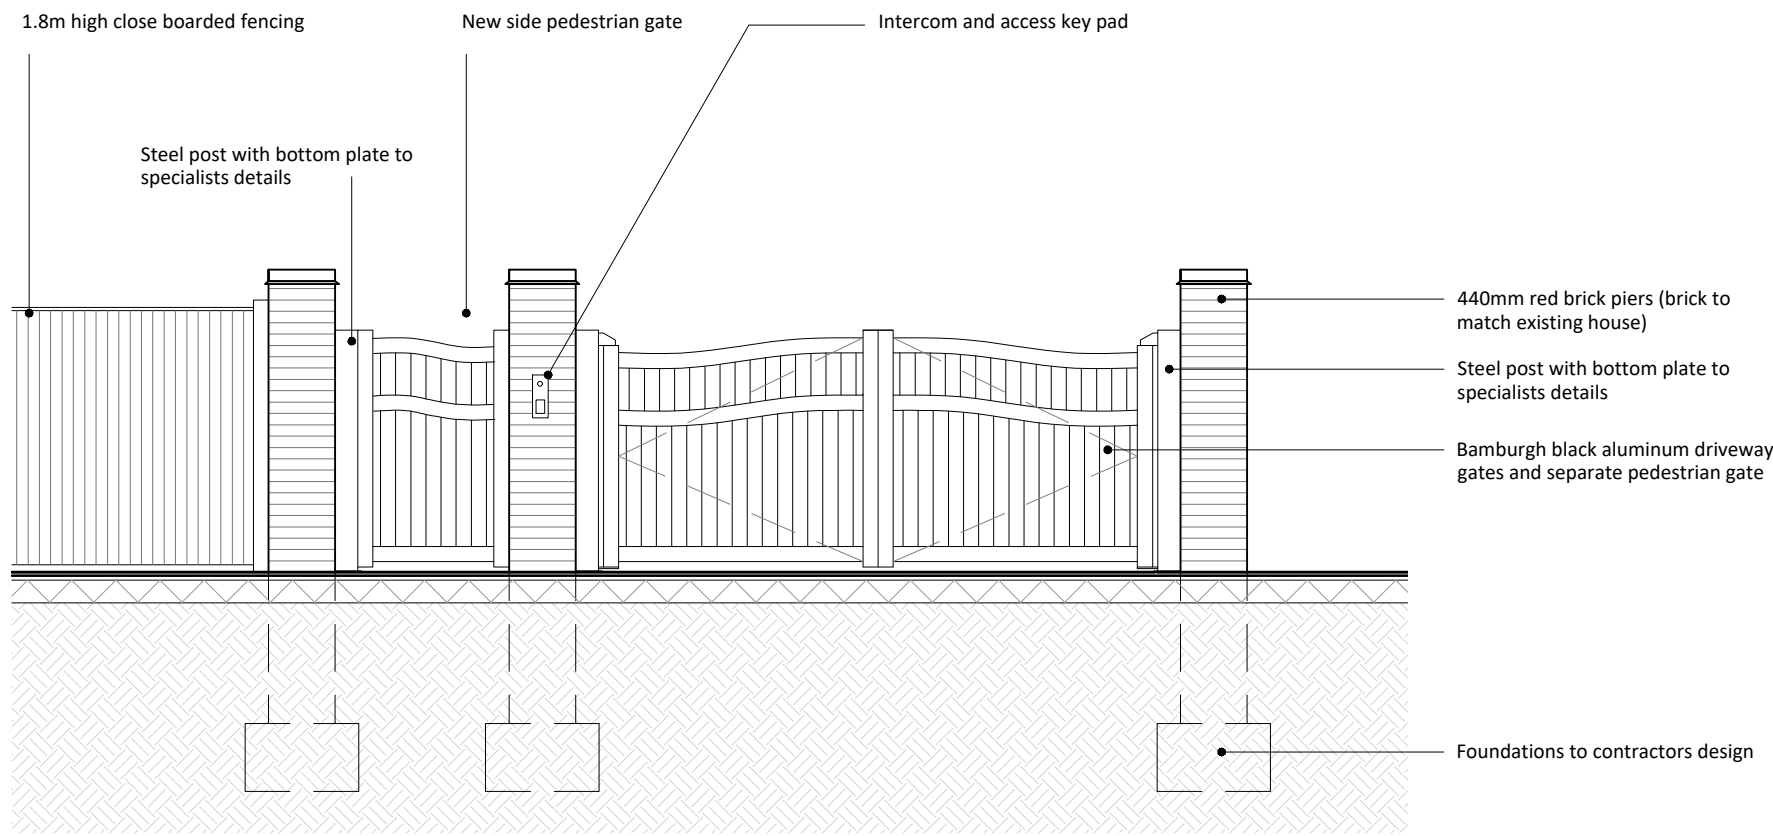 1.8m high close boarded fencing
New side pedestrian gate
Intercom and access key pad
Steel post with bottom plate to
specialists details
440mm red brick piers (brick to
match existing house)
Steel post with bottom plate to
specialists details
Bamburgh black aluminum driveway
gates and separate pedestrian gate
Foundations to contractors design